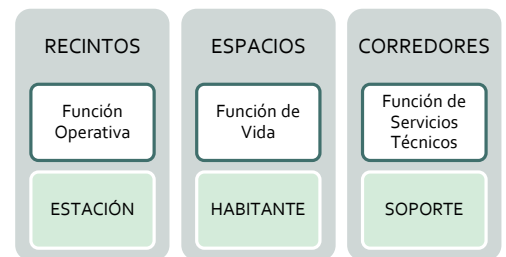 RECINTOS
Función
Operativa
ESTACIÓN
ESPACIOS
Función de
Vida
HABITANTE
CORREDORES
Función de
Servicios
Técnicos
SOPORTE